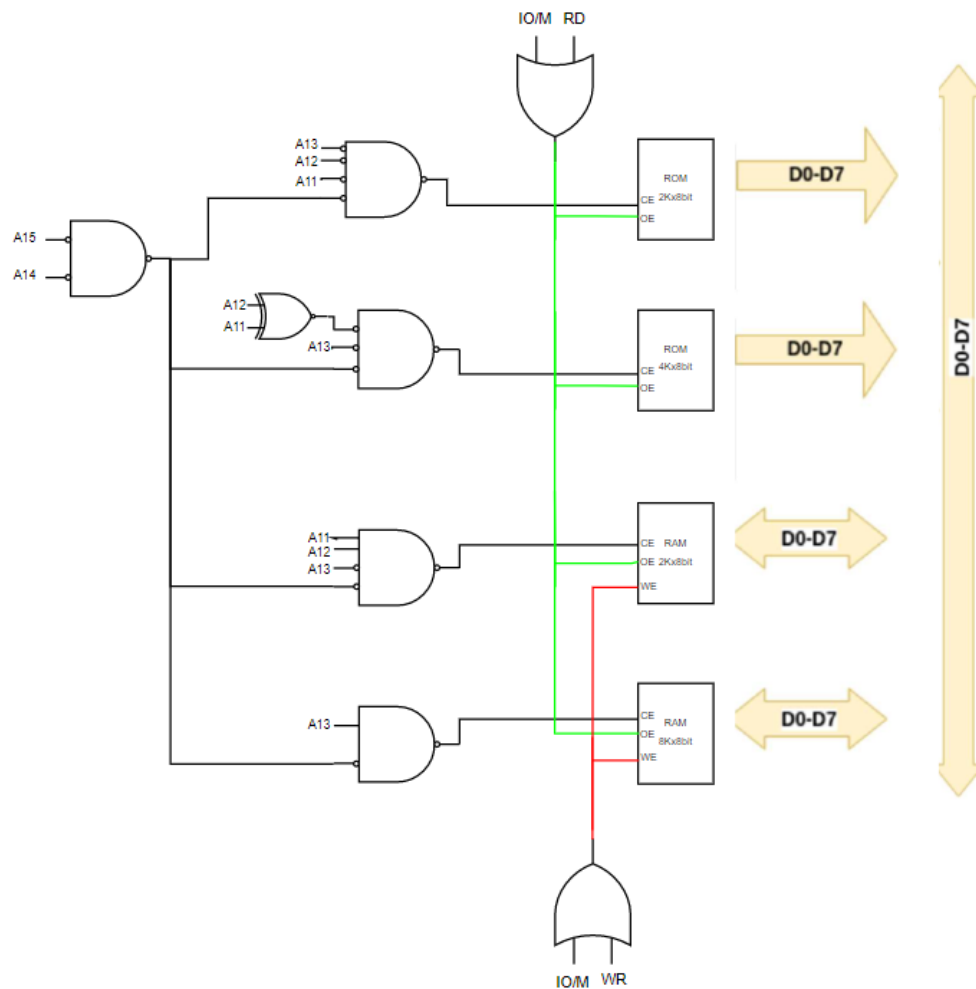 IO/M RD
A13
A12
A11
ROM
2Kx8bit
CE
OE
D0-D7
A15
A14
A12
A11
A13
ROM
4Kx8bit
CE
OE
D0-D7
D0-D7
A11
A12
A13
CE RAM
OE 2Kx8bit
WE
D0-D7
A13
CE RAM
OE 8Kx8bit
WE
D0-D7
IO/M WR